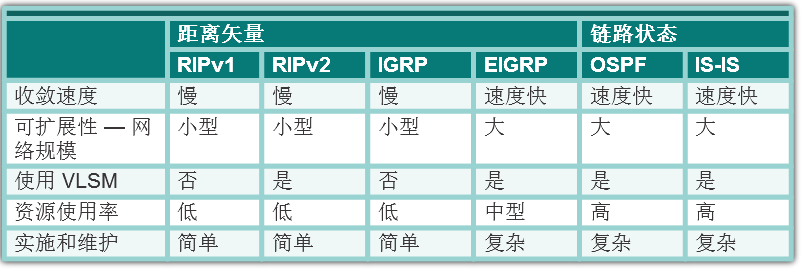 距离矢量 链路状态
RIPv1 RIPv2 IGRP EIGRP OSPF IS-IS
收敛速度 慢 慢 慢 速度快 速度快 速度快
可扩展性 — 网 小型 小型 小型 大 大 大
络规模
使用 VLSM 否 是 否 是 是 是
资源使用率 低 低 低 中型 高 高
实施和维护 简单 简单 简单 复杂 复杂 复杂